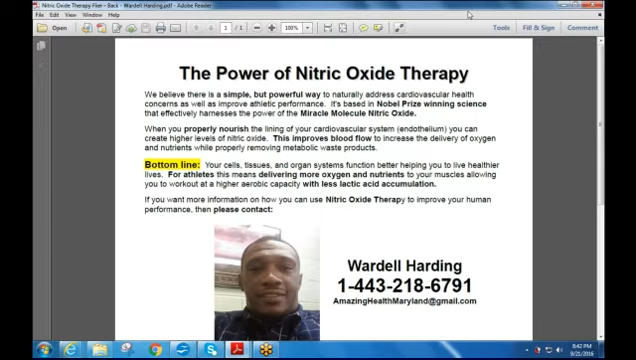 Nitric Oxide Therapy Flier - Back - Wardell Harding.pdf - Adobe Reader
File Edit View Window Help
Open 1 / 1 100% Tools Fill & Sign Comment
The Power of Nitric Oxide Therapy
We believe there is a simple, but powerful way to naturally address cardiovascular health
concerns as well as improve athletic performance. It's based in Nobel Prize winning science
that effectively harnesses the power of the Miracle Molecule Nitric Oxide.
When you properly nourish the lining of your cardiovascular system (endothelium) you can
create higher levels of nitric oxide. This improves blood flow to increase the delivery of oxygen
and nutrients while properly removing metabolic waste products.
Bottom line: Your cells, tissues, and organ systems function better helping you to live healthier
lives. For athletes this means delivering more oxygen and nutrients to your muscles allowing
you to workout at a higher aerobic capacity with less lactic acid accumulation.
If you want more information on how you can use Nitric Oxide Therapy to improve your human
performance, then please contact:
Wardell Harding
1-443-218-6791
AmazingHealthMaryland@gmail.com
8:42 PM
9/21/2016